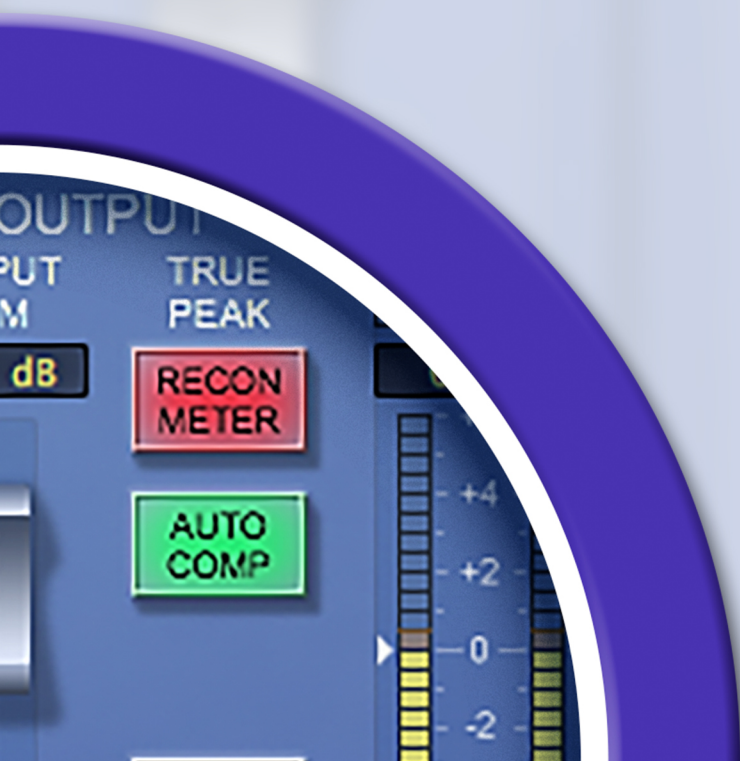 OUTPUT
PUT
M
TRUE
PEAK
dB
RECON
METER
AUTO
COMP
+4
+2
0
-2